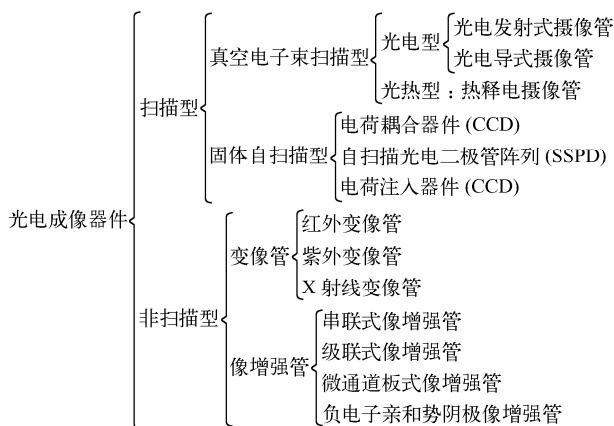 光电成像器件
扫描型
真空电子束扫描型
光电型
光电发射式摄像管
光电导式摄像管
光热型：热释电摄像管
固体自扫描型
电荷耦合器件 (CCD)
自扫描光电二极管阵列 (SSPD)
电荷注入器件 (CCD)
非扫描型
变像管
红外变像管
紫外变像管
X 射线变像管
像增强管
串联式像增强管
级联式像增强管
微通道板式像增强管
负电子亲和势阴极像增强管